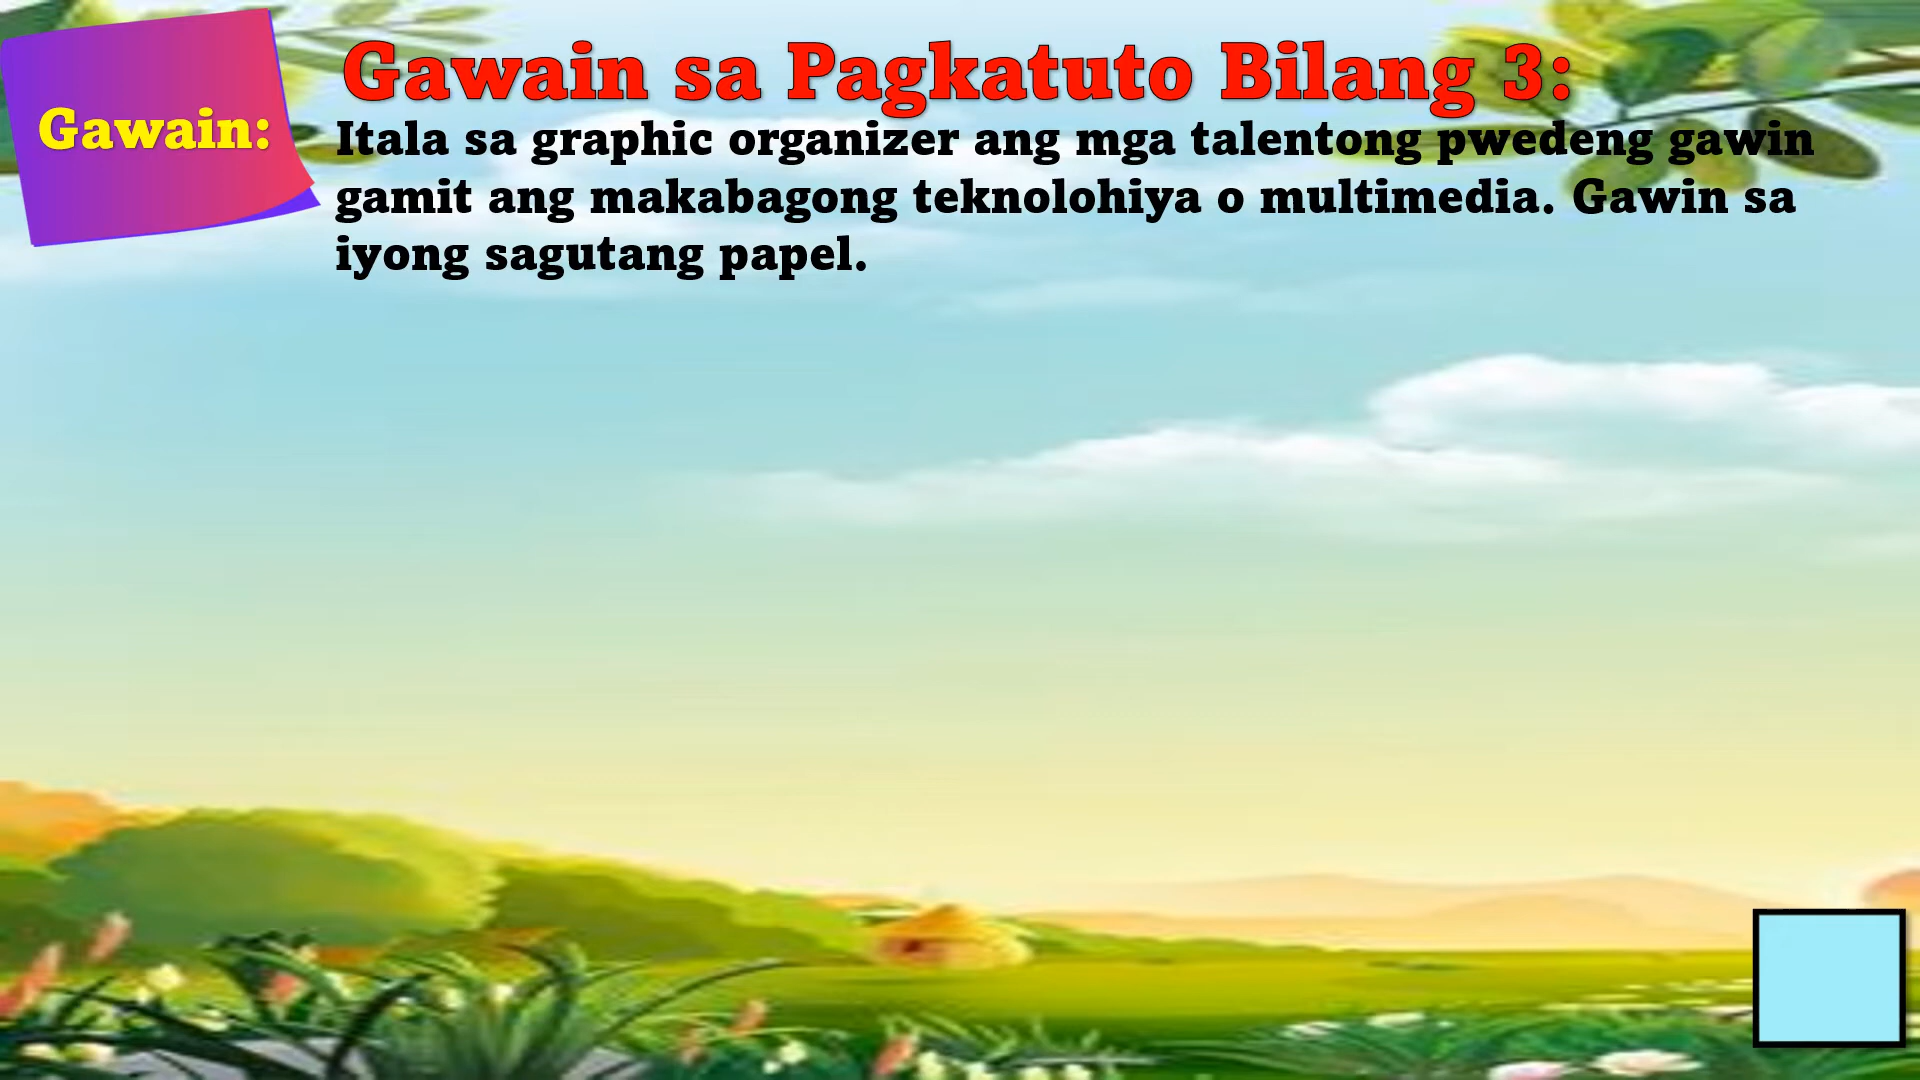 Gawain:
Gawain sa Pagkatuto Bilang 3:
Itala sa graphic organizer ang mga talentong pwedeng gawin
gamit ang makabagong teknolohiya o multimedia. Gawin sa
iyong sagutang papel.